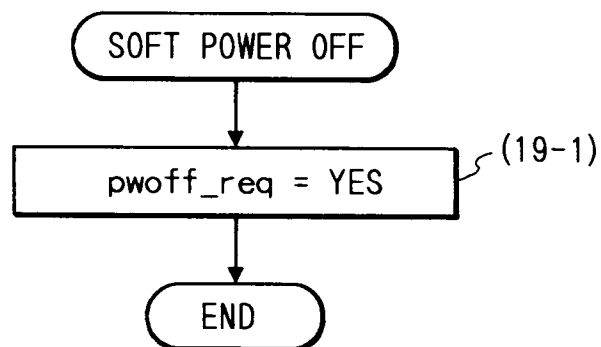 SOFT POWER OFF
pwoff_req = YES
(19-1)
END